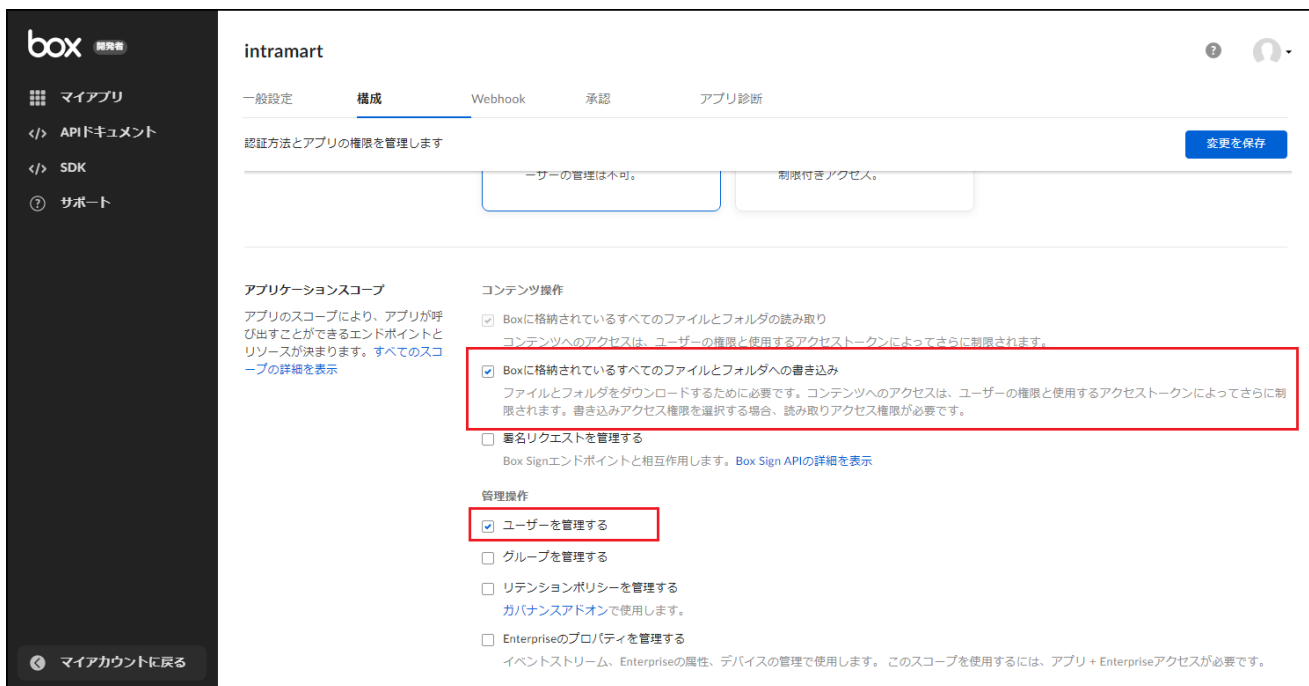 box 開発者
マイアプリ
APIドキュメント
SDK
サポート
マイアカウントに戻る
intramart
一般設定 構成 Webhook 承認 アプリ診断
認証方法とアプリの権限を管理します 変更を保存
ーザーの管理は不可。 制限付きアクセス。
アプリケーションスコープ
アプリのスコープにより、アプリが呼
び出すことができるエンドポイントと
リソースが決まります。すべてのスコ
ープの詳細を表示
コンテンツ操作
Boxに格納されているすべてのファイルとフォルダの読み取り
コンテンツへのアクセスは、ユーザーの権限と使用するアクセストークンによってさらに制限されます。
Boxに格納されているすべてのファイルとフォルダへの書き込み
ファイルとフォルダをダウンロードするために必要です。コンテンツへのアクセスは、ユーザーの権限と使用するアクセストークンによってさらに制
限されます。書き込みアクセス権限を選択する場合、読み取りアクセス権限が必要です。
署名リクエストを管理する
Box Signエンドポイントと相互作用します。Box Sign APIの詳細を表示
管理操作
ユーザーを管理する
グループを管理する
リテンションポリシーを管理する
ガバナンスアドオンで使用します。
Enterpriseのプロパティを管理する
イベントストリーム、Enterpriseの属性、デバイスの管理で使用します。 このスコープを使用するには、アプリ + Enterpriseアクセスが必要です。